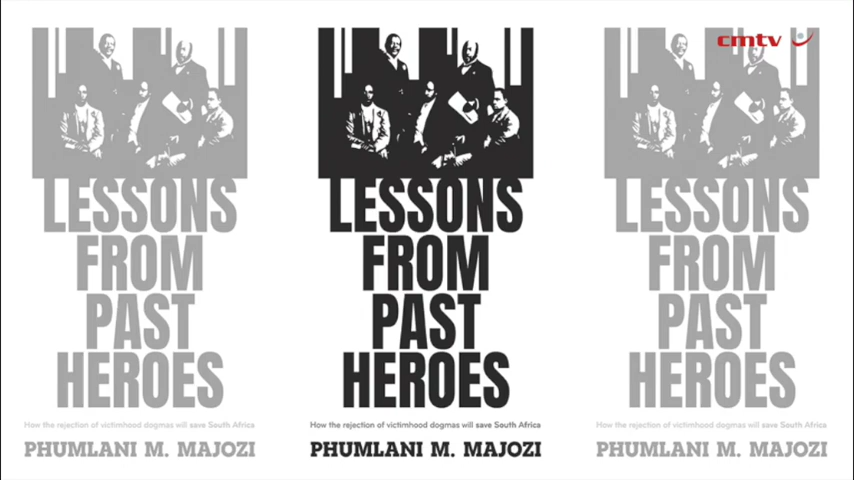 cmtv
LESSONS
FROM
PAST
HEROES
How the rejection of victimhood dogmas will save South Africa
PHUMLANI M. MAJOZI
LESSONS
FROM
PAST
HEROES
How the rejection of victimhood dogmas will save South Africa
PHUMLANI M. MAJOZI
LESSONS
FROM
PAST
HEROES
How the rejection of victimhood dogmas will save South Africa
PHUMLANI M. MAJOZI